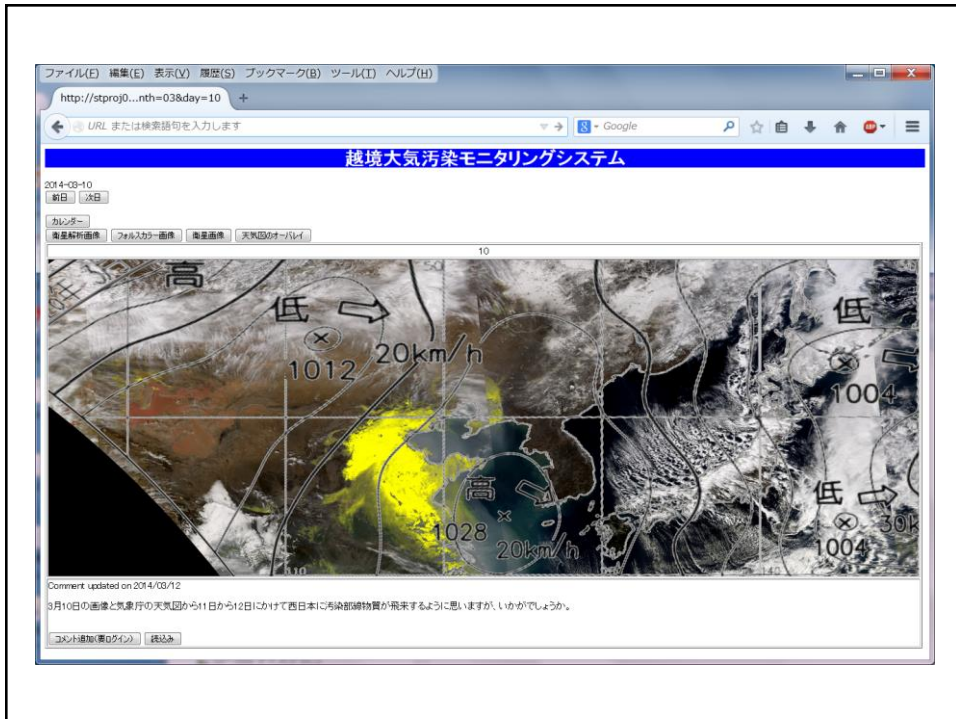 ファイル(F) 編集(E) 表示(V) 履歴(S) ブックマーク(B) ツール(T) ヘルプ(H)
http://stproj0...nth=03&day=10 +
URL または検索語句を入力します 8 - Google
越境大気汚染モニタリングシステム
2014-03-10
前日 次日
カレンダー
衛星解析画像 フォルスカラー画像 衛星画像 天気図のオーバレイ
10
高
低 低
20km/h
1012
1004
高 低
1028 30k
20km/h 1004
110 140
Comment updated on 2014/03/12
3月10日の画像と気象庁の天気図から11日から12日にかけて西日本に汚染部細物質が飛来するように思いますが、いかがでしょうか。
コメント追加(要ログイン) 読込み